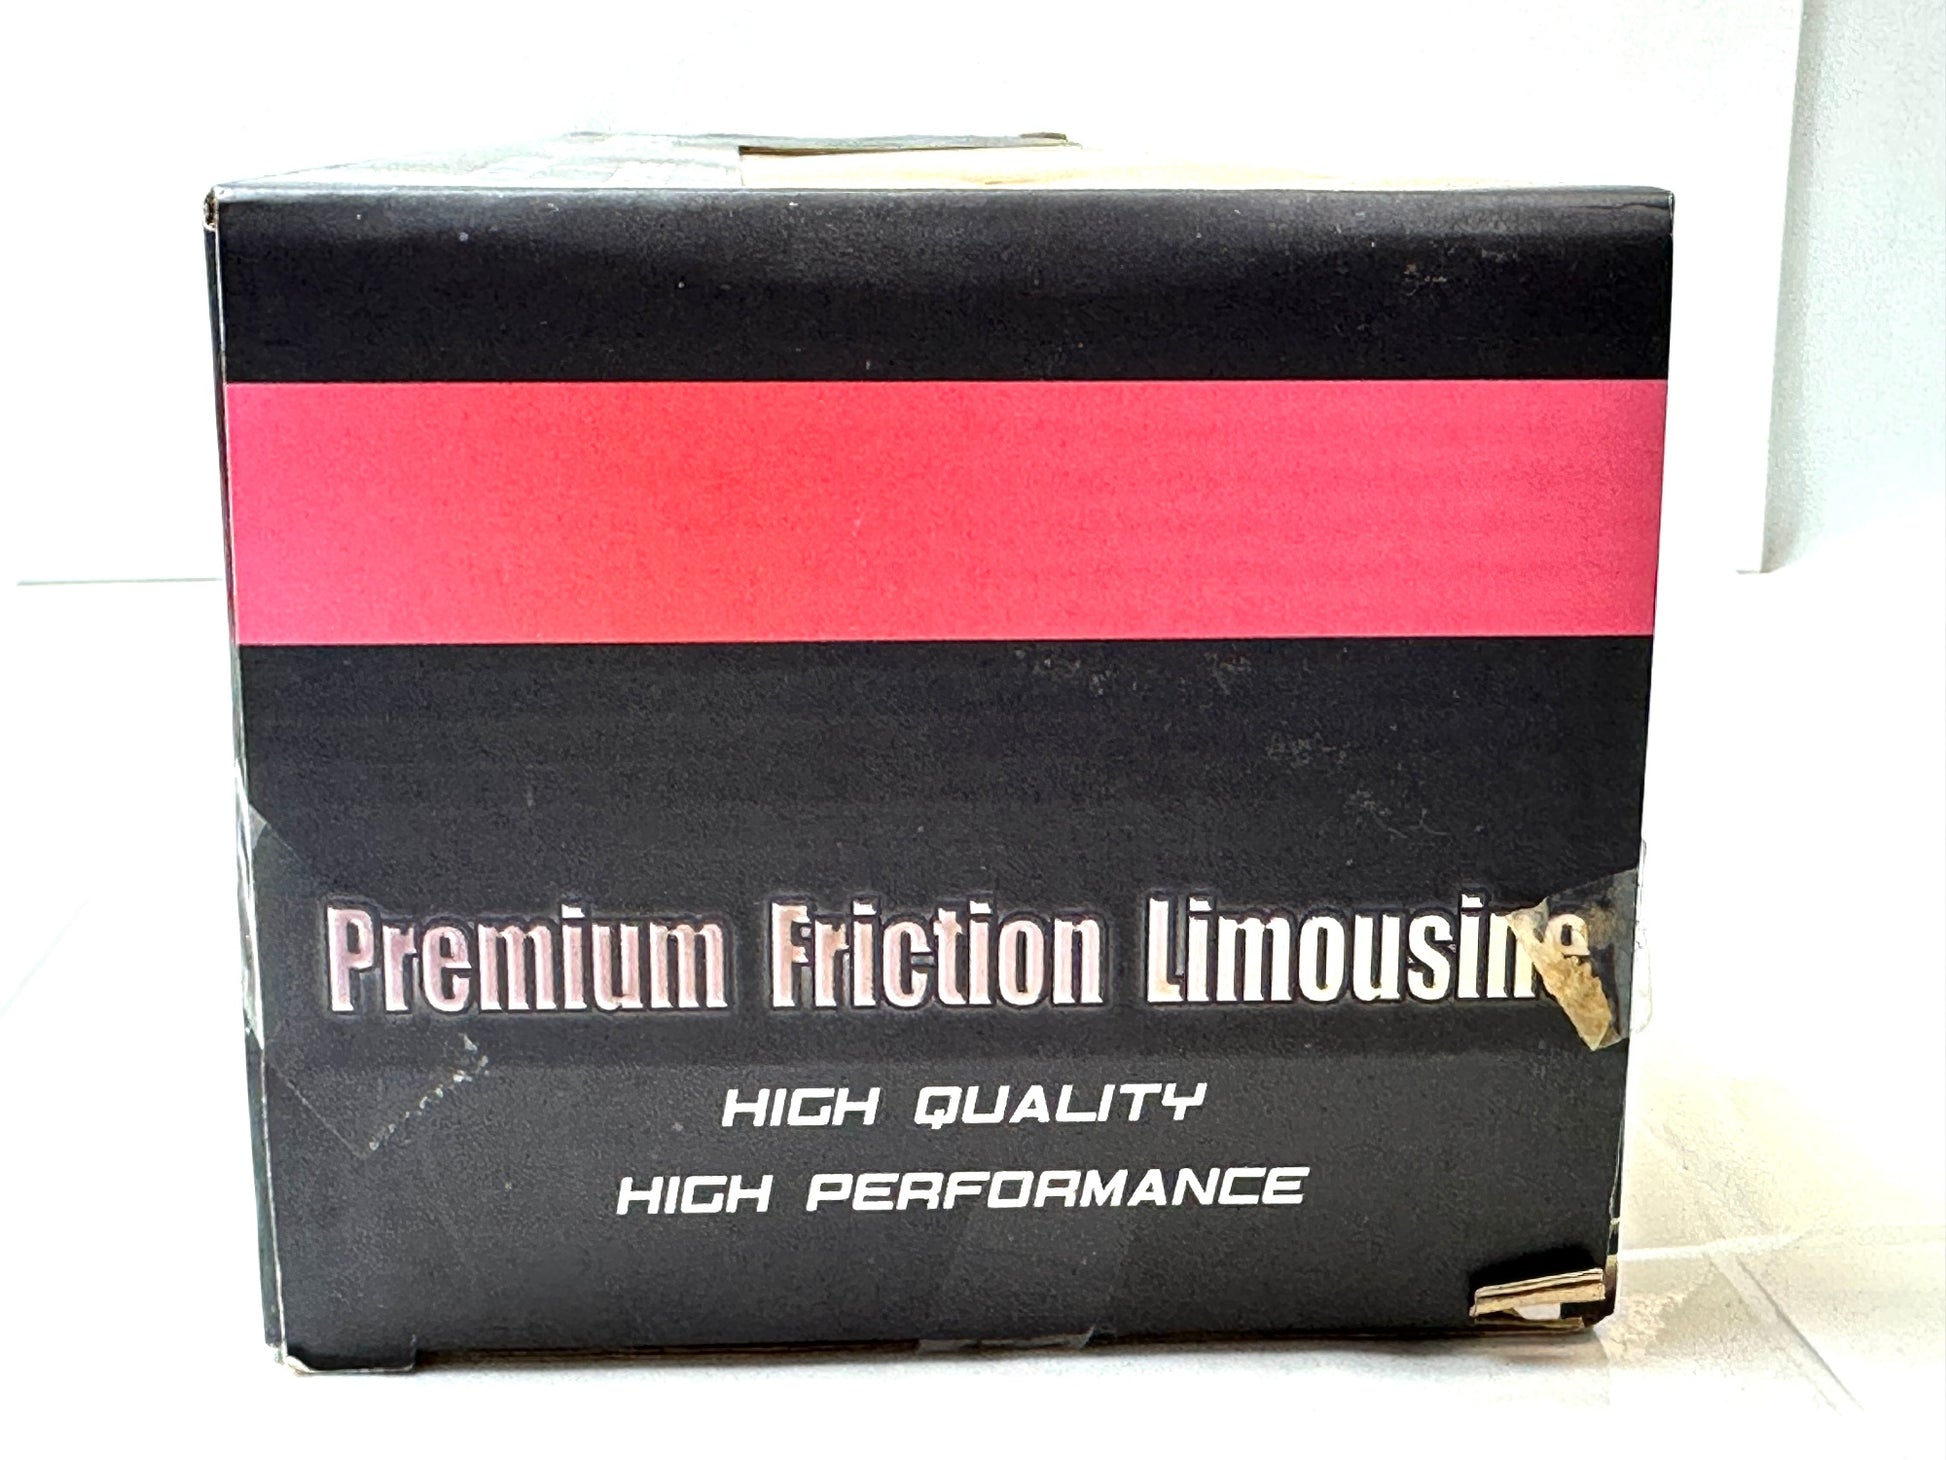 Premium Friction Limousine
HIGH QUALITY
HIGH PERFORMANCE